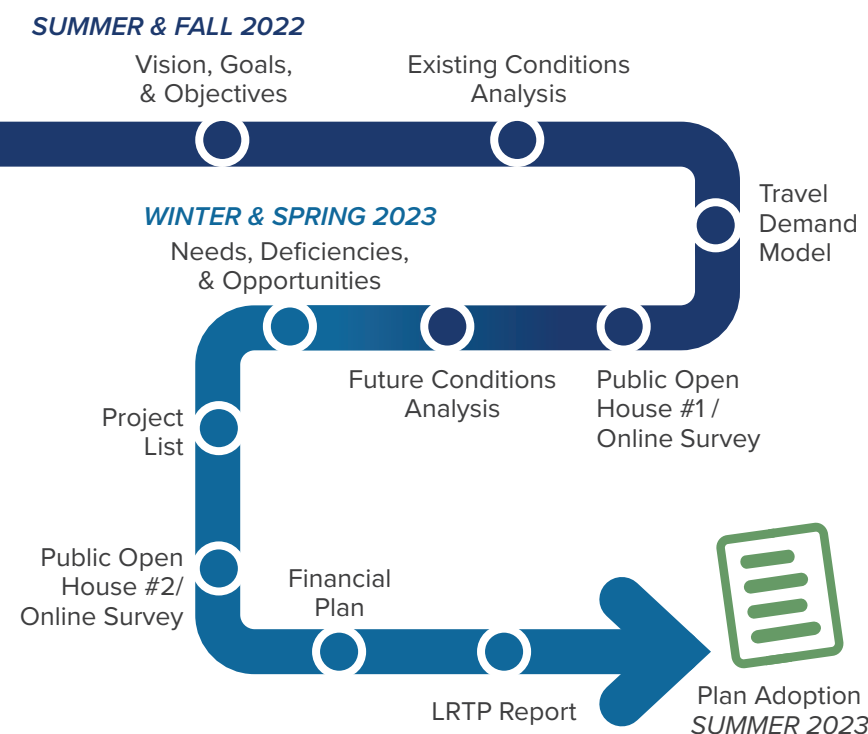 SUMMER & FALL 2022
Vision, Goals,
& Objectives
Existing Conditions
Analysis
Travel
Demand
Model
WINTER & SPRING 2023
Needs, Deficiencies,
& Opportunities
Future Conditions
Analysis
Public Open
House #1 /
Online Survey
Project
List
Public Open
House #2/
Online Survey
Financial
Plan
LRTP Report
Plan Adoption
SUMMER 2023